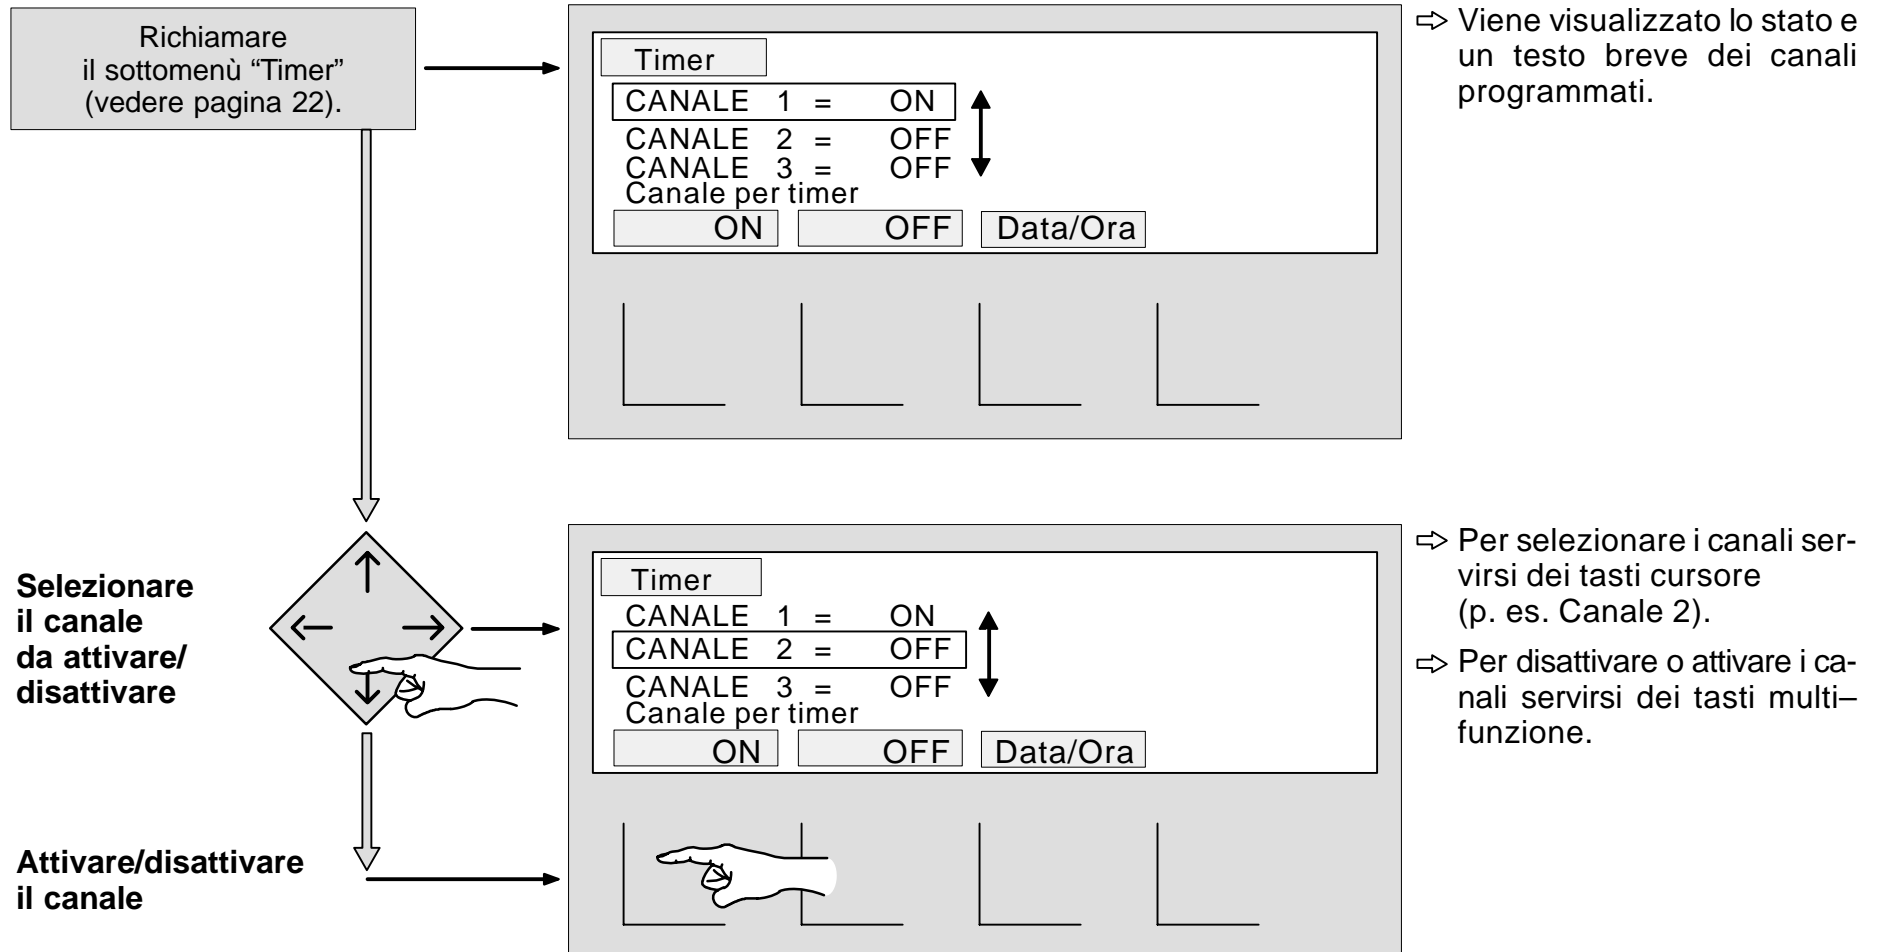 Richiamare
il sottomenù “Timer”
(vedere pagina 22).
Timer
CANALE 1 = ON
CANALE 2 = OFF
CANALE 3 = OFF
Canale per timer
ON OFF Data/Ora
⇨ Viene visualizzato lo stato e
un testo breve dei canali
programmati.
Selezionare
il canale
da attivare/
disattivare
Timer
CANALE 1 = ON
CANALE 2 = OFF
CANALE 3 = OFF
Canale per timer
ON OFF Data/Ora
⇨ Per selezionare i canali ser-
virsi dei tasti cursore
(p. es. Canale 2).
⇨ Per disattivare o attivare i ca-
nali servirsi dei tasti multi–
funzione.
Attivare/disattivare
il canale